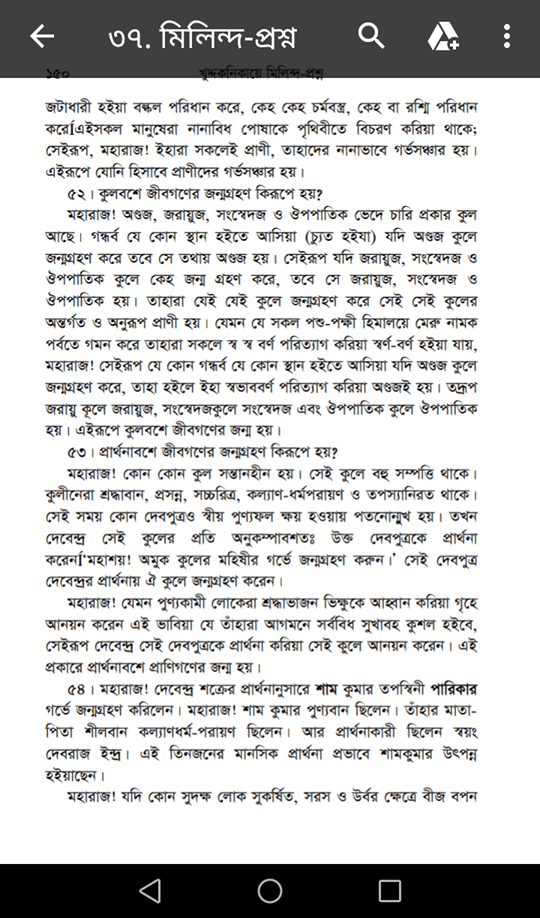 ৩৭. মিলিন্দ-প্রশ্ন
১৫০ খুদ্দকনিকায়ে মিলিন্দ-প্রশ্ন
জটাধারী হইয়া বল্কল পরিধান করে, কেহ কেহ চর্মবস্ত্র, কেহ বা রশ্মি পরিধান
করেÍএইসকল মানুষেরা নানাবিধ পোষাকে পৃথিবীতে বিচরণ করিয়া থাকে;
সেইরূপ, মহারাজ! ইহারা সকলেই প্রাণী, তাহাদের নানাভাবে গর্ভসঞ্চার হয়।
এইরূপে যোনি হিসাবে প্রাণীদের গর্ভসঞ্চার হয়।
৫২। কুলবশে জীবগণের জন্মগ্রহণ কিরূপে হয়?
মহারাজ! অণ্ডজ, জরায়ুজ, সংস্বেদজ ও ঔপপাতিক ভেদে চারি প্রকার কুল
আছে। গন্ধর্ব যে কোন স্থান হইতে আসিয়া (চ্যুত হইযা) যদি অণ্ডজ কুলে
জন্মগ্রহণ করে তবে সে তথায় অণ্ডজ হয়। সেইরূপ যদি জরায়ুজ, সংস্বেদজ ও
ঔপপাতিক কুলে কেহ জন্ম গ্রহণ করে, তবে সে জরায়ুজ, সংস্বেদজ ও
ঔপপাতিক হয়। তাহারা যেই যেই কুলে জন্মগ্রহণ করে সেই সেই কুলের
অন্তর্গত ও অনুরূপ প্রাণী হয়। যেমন যে সকল পশু-পক্ষী হিমালয়ে মেরু নামক
পর্বতে গমন করে তাহারা সকলে স্ব স্ব বর্ণ পরিত্যাগ করিয়া স্বর্ণ-বর্ণ হইয়া যায়,
মহারাজ! সেইরূপ যে কোন গন্ধর্ব যে কোন স্থান হইতে আসিয়া যদি অণ্ডজ কুলে
জন্মগ্রহণ করে, তাহা হইলে ইহা স্বভাববর্ণ পরিত্যাগ করিয়া অণ্ডজই হয়। তদ্রূপ
জরায়ু কূলে জরায়ুজ, সংস্বেদজকুলে সংস্বেদজ এবং ঔপপাতিক কুলে ঔপপাতিক
হয়। এইরূপে কুলবশে জীবগণের জন্ম হয়।
৫৩। প্রার্থনাবশে জীবগণের জন্মগ্রহণ কিরূপে হয়?
মহারাজ! কোন কোন কুল সন্তানহীন হয়। সেই কুলে বহু সম্পত্তি থাকে।
কুলীনেরা শ্রদ্ধাবান, প্রসন্ন, সচ্চরিত্র, কল্যাণ-ধর্মপরায়ণ ও তপস্যানিরত থাকে।
সেই সময় কোন দেবপুত্রও স্বীয় পুণ্যফল ক্ষয় হওয়ায় পতনোন্মুখ হয়। তখন
দেবেন্দ্র সেই কুলের প্রতি অনুকম্পাবশতঃ উক্ত দেবপুত্রকে প্রার্থনা
করেনÍ'মহাশয়! অমুক কুলের মহিষীর গর্ভে জন্মগ্রহণ করুন।' সেই দেবপুত্র
দেবেন্দ্রর প্রার্থনায় ঐ কুলে জন্মগ্রহণ করেন।
মহারাজ! যেমন পুণ্যকামী লোকেরা শ্রদ্ধাভাজন ভিক্ষুকে আহ্বান করিয়া গৃহে
আনয়ন করেন এই ভাবিয়া যে তাঁহারা আগমনে সর্ববিধ সুখাবহ কুশল হইবে,
সেইরূপ দেবেন্দ্র সেই দেবপুত্রকে প্রার্থনা করিয়া সেই কুলে আনয়ন করেন। এই
প্রকারে প্রার্থনাবশে প্রাণিগণের জন্ম হয়।
৫৪। মহারাজ! দেবেন্দ্র শক্রের প্রার্থনানুসারে শাম কুমার তপস্বিনী পারিকার
গর্ভে জন্মগ্রহণ করিলেন। মহারাজ! শাম কুমার পুণ্যবান ছিলেন। তাঁহার মাতা-
পিতা শীলবান কল্যাণধর্ম-পরায়ণ ছিলেন। আর প্রার্থনাকারী ছিলেন স্বয়ং
দেবরাজ ইন্দ্র। এই তিনজনের মানসিক প্রার্থনা প্রভাবে শামকুমার উৎপন্ন
হইয়াছেন।
মহারাজ! যদি কোন সুদক্ষ লোক সুকর্ষিত, সরস ও উর্বর ক্ষেত্রে বীজ বপন